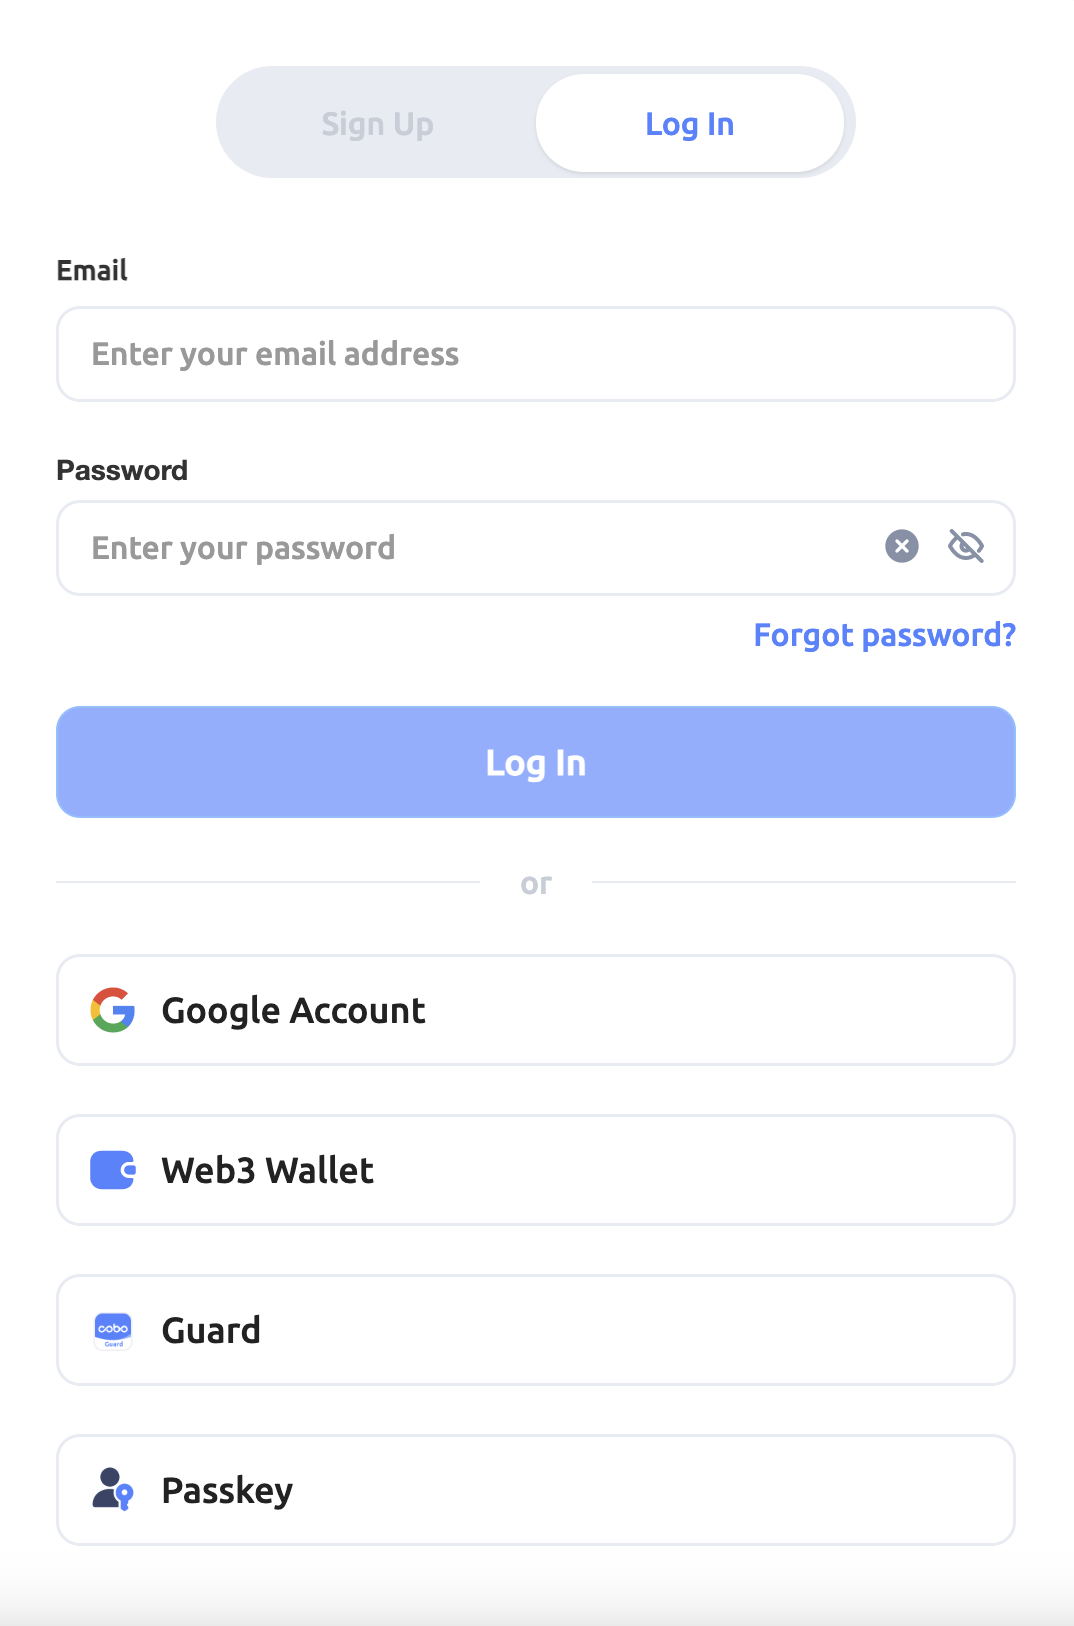 Sign Up
Log In
Email
Enter your email address
Password
Enter your password
Forgot password?
Log In
or
Google Account
Web3 Wallet
cobo
Guard
Guard
Passkey